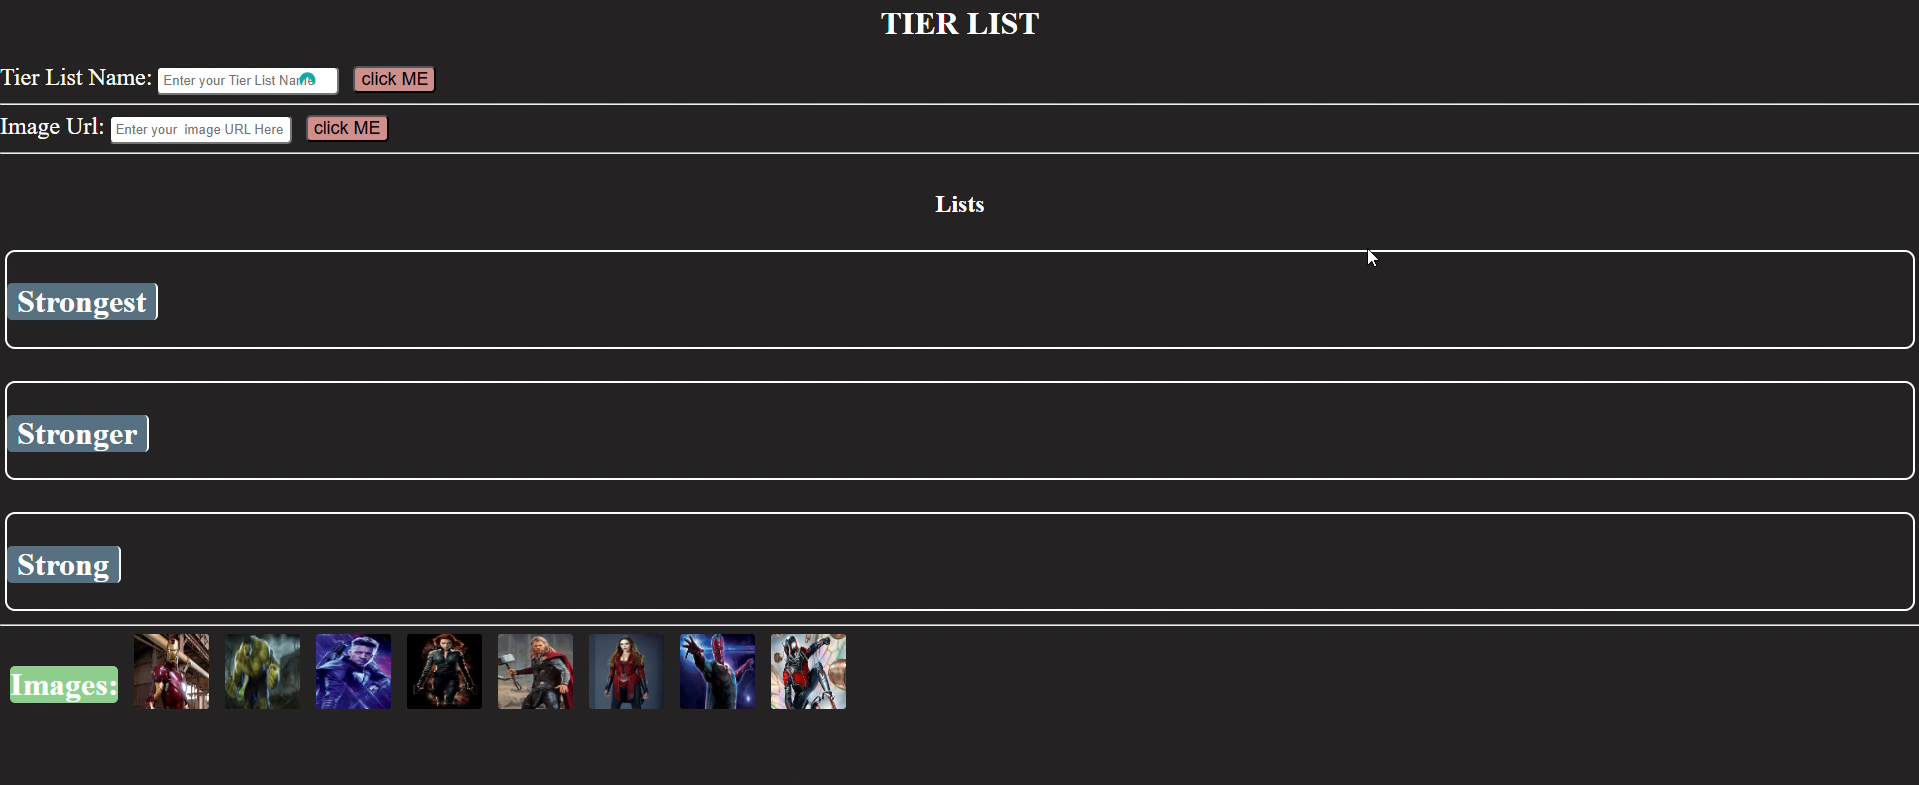 TIER LIST
Tier List Name: Enter your Tier List Name click ME
Image Url: Enter your image URL Here click ME
Lists
Strongest
Stronger
Strong
Images: